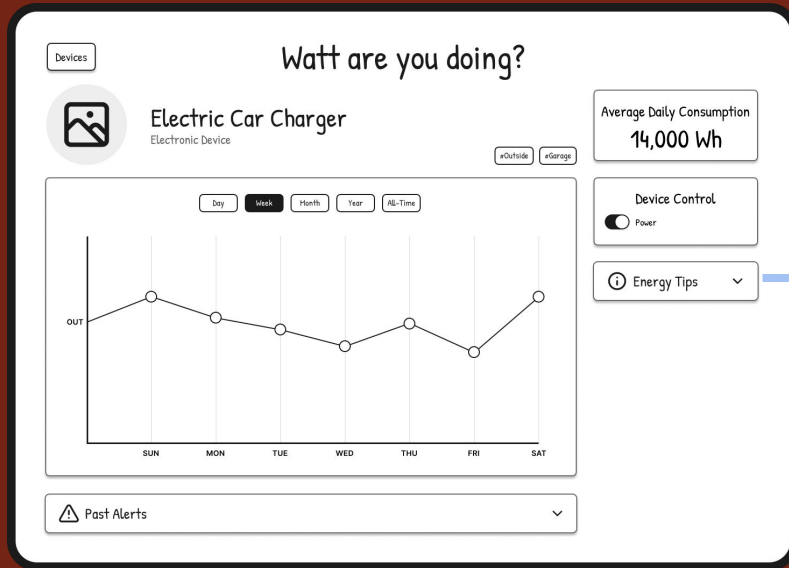 Devices
Watt are you doing?
Electric Car Charger
Electronic Device
#Outside #Garage
Average Daily Consumption
14,000 Wh
Device Control
Power
Energy Tips
Day Week Month Year All-Time
OUT
SUN MON TUE WED THU FRI SAT
Past Alerts